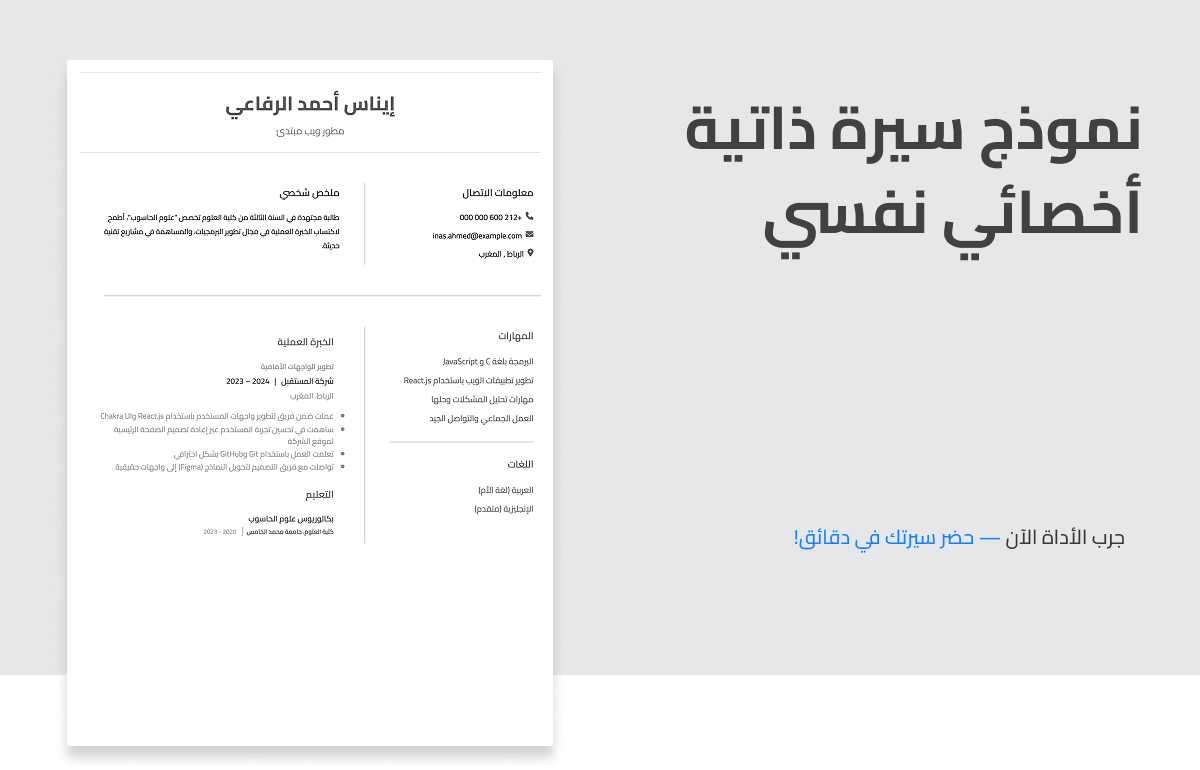 نموذج سيرة ذاتية
أخصائي نفسي
جرب الأداة الآن — حضر سيرتك في دقائق!
إيناس أحمد الرفاعي
مطور ويب مبتدئ
معلومات الاتصال
+212 600 000 000
inas.ahmed@example.com
الرباط , المغرب
ملخص شخصي
طالبة مجتهدة في السنة الثالثة من كلية العلوم تخصص "علوم الحاسوب"، أطمح
لاكتساب الخبرة العملية في مجال تطوير البرمجيات، والمساهمة في مشاريع تقنية
حديثة.
المهارات
البرمجة بلغة C و JavaScript
تطوير تطبيقات الويب باستخدام React.js
مهارات تحليل المشكلات وحلها
العمل الجماعي والتواصل الجيد
اللغات
العربية (لغة الأم)
الإنجليزية (متقدم)
الخبرة العملية
تطوير الواجهات الأمامية
شركة المستقبل | 2024 – 2023
الرباط، المغرب
عملت ضمن فريق لتطوير واجهات المستخدم باستخدام React.js وChakra UI
ساهمت في تحسين تجربة المستخدم عبر إعادة تصميم الصفحة الرئيسية
لموقع الشركة
تعلمت العمل باستخدام Git وGitHub بشكل احترافي
تواصلت مع فريق التصميم لتحويل النماذج (Figma) إلى واجهات حقيقية
التعليم
بكالوريوس علوم الحاسوب
كلية العلوم، جامعة محمد الخامس | 2020 - 2023